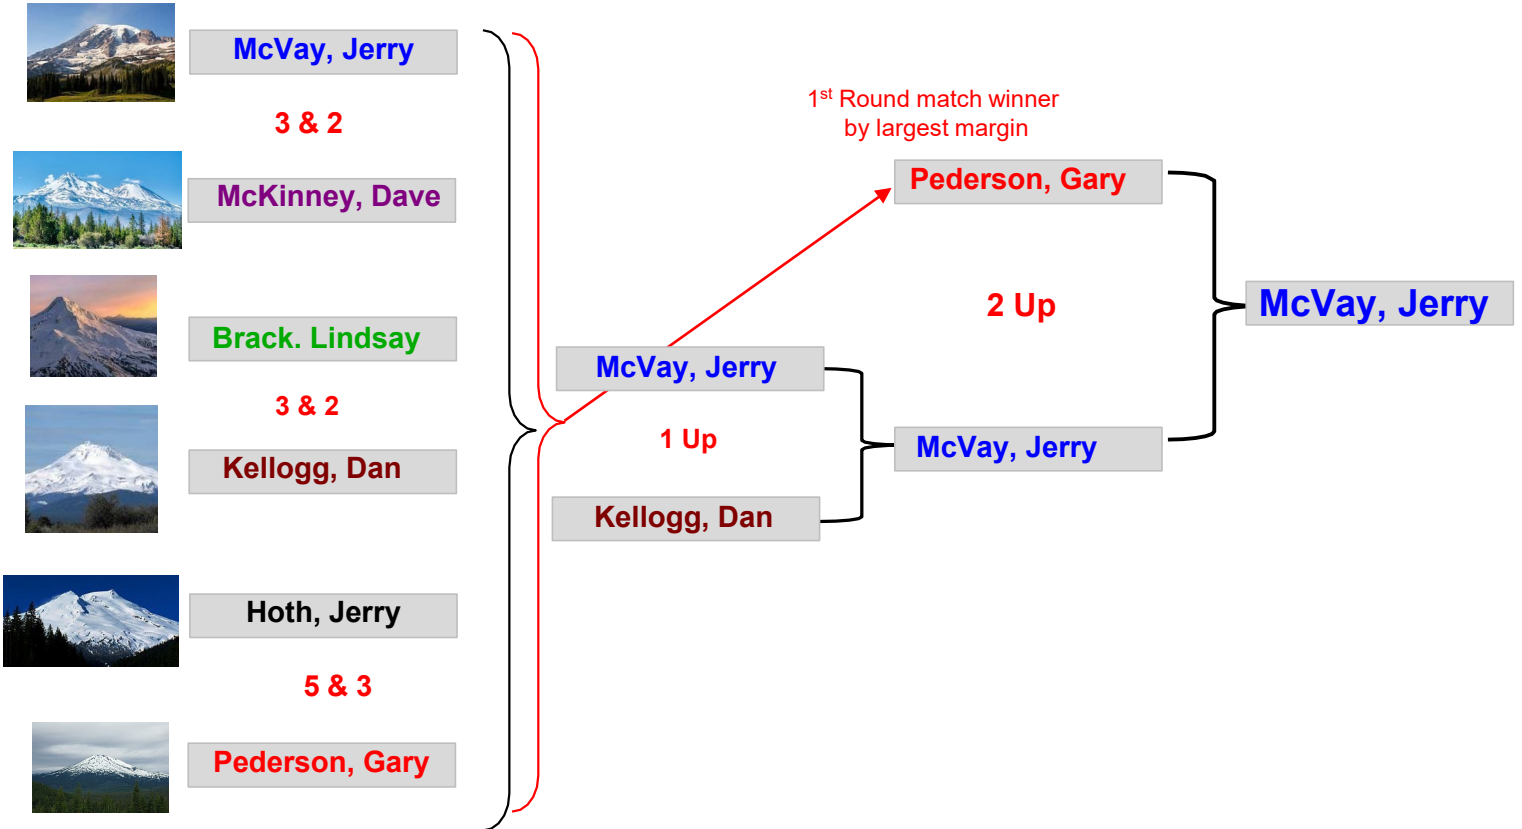 McVay, Jerry
3 & 2
McKinney, Dave
Brack. Lindsay
3 & 2
Kellogg, Dan
Hoth, Jerry
5 & 3
Pederson, Gary
McVay, Jerry
1 Up
Kellogg, Dan
1st Round match winner
by largest margin
Pederson, Gary
2 Up
McVay, Jerry
McVay, Jerry